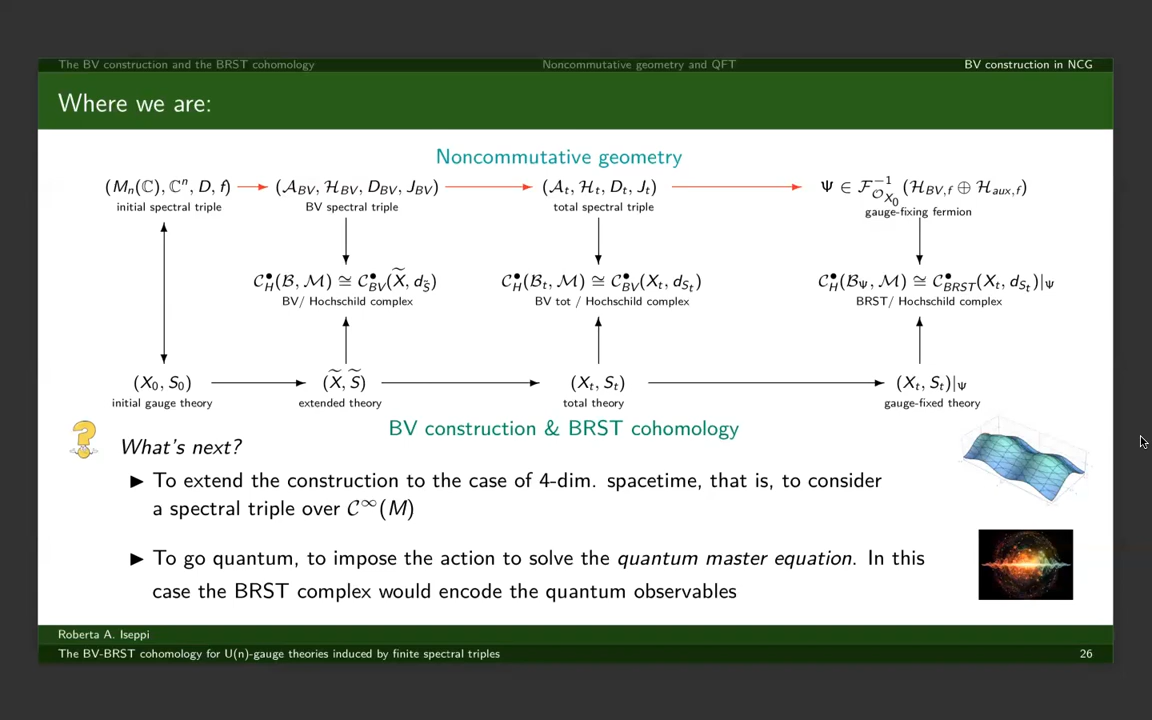 The BV construction and the BRST cohomology Noncommutative geometry and QFT BV construction in NCG
Where we are:
Noncommutative geometry
(Mₙ(ℂ), ℂⁿ, D, f) → (𝒜_BV, ℋ_BV, D_BV, J_BV) → (𝒜_t, ℋ_t, D_t, J_t) → Ψ ∈ ℱ⁻¹_{𝒪_{X₀}} (ℋ_{BV,f} ⊕ ℋ_{aux,f})
initial spectral triple BV spectral triple total spectral triple gauge-fixing fermion
𝒞•_H(ℬ, ℳ) ≅ 𝒞•_BV(X̃, d_S̃) 𝒞•_H(ℬ_t, ℳ) ≅ 𝒞•_BV(X_t, d_{S_t}) 𝒞•_H(ℬ_Ψ, ℳ) ≅ 𝒞•_BRST(X_t, d_{S_t})|_Ψ
BV/ Hochschild complex BV tot / Hochschild complex BRST/ Hochschild complex
(X₀, S₀) → (X̃, S̃) → (X_t, S_t) → (X_t, S_t)|_Ψ
initial gauge theory extended theory total theory gauge-fixed theory
BV construction & BRST cohomology
What's next?
▶ To extend the construction to the case of 4-dim. spacetime, that is, to consider
a spectral triple over 𝒞^∞(M)
▶ To go quantum, to impose the action to solve the quantum master equation. In this
case the BRST complex would encode the quantum observables
Roberta A. Iseppi
The BV-BRST cohomology for U(n)-gauge theories induced by finite spectral triples 26